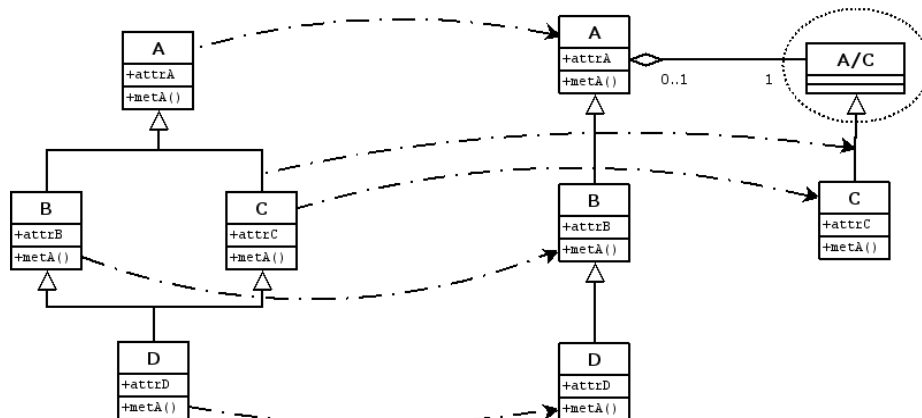 A
+attrA
+metA()
B
+attrB
+metA()
C
+attrC
+metA()
D
+attrD
+metA()
A
+attrA
+metA()
0..1
1
A/C
B
+attrB
+metA()
C
+attrC
+metA()
D
+attrD
+metA()